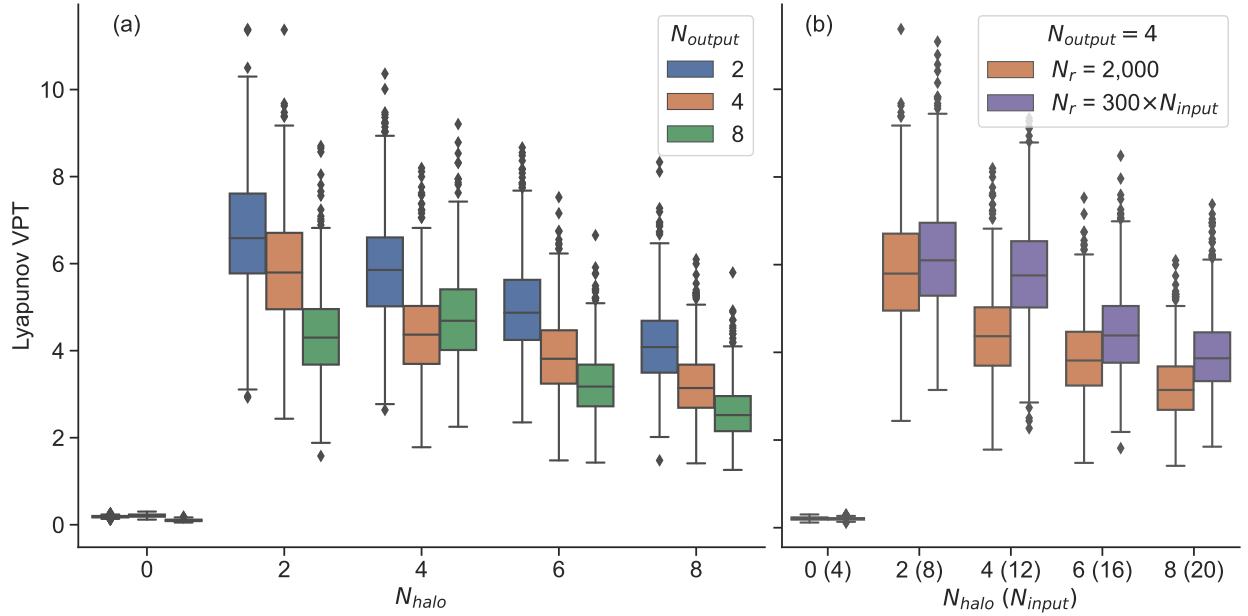 (a)
N_output
2
4
8
Lyapunov VPT
10
8
6
4
2
0
0 2 4 6 8
N_halo
(b)
N_output = 4
N_r = 2,000
N_r = 300×N_input
0 (4) 2 (8) 4 (12) 6 (16) 8 (20)
N_halo (N_input)